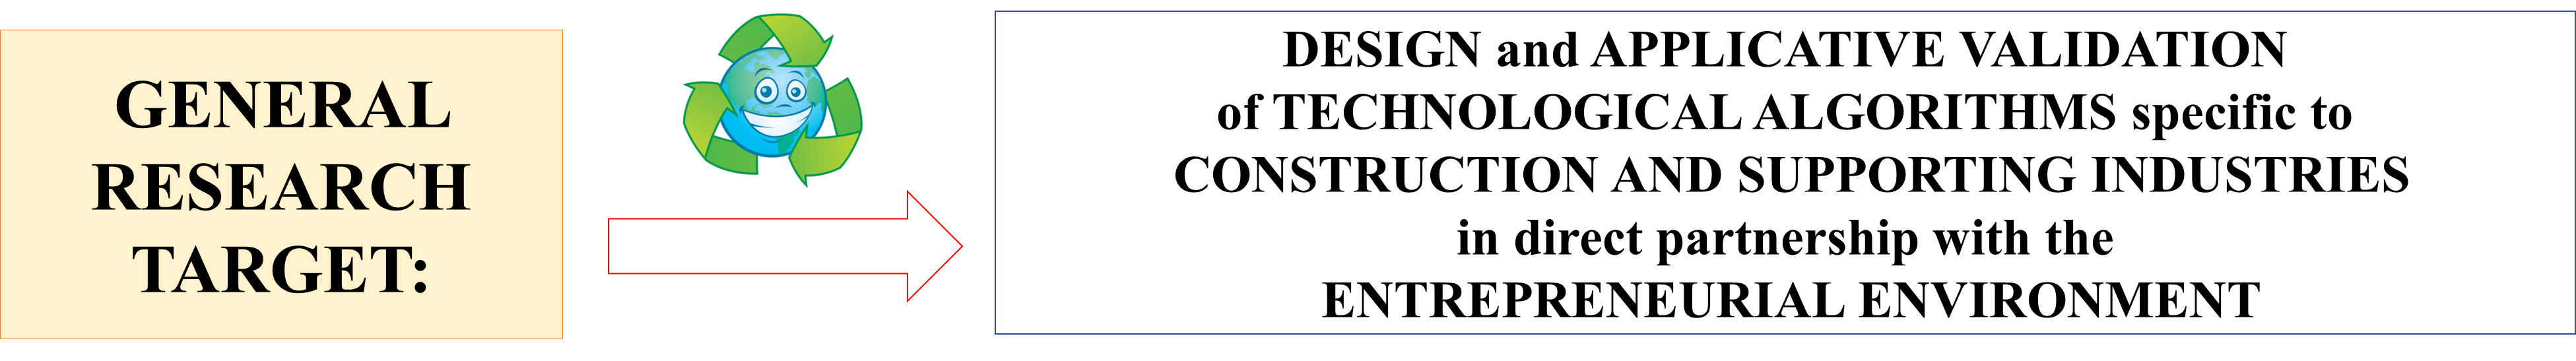 GENERAL
RESEARCH
TARGET:
DESIGN and APPLICATIVE VALIDATION
of TECHNOLOGICAL ALGORITHMS specific to
CONSTRUCTION AND SUPPORTING INDUSTRIES
in direct partnership with the
ENTREPRENEURIAL ENVIRONMENT